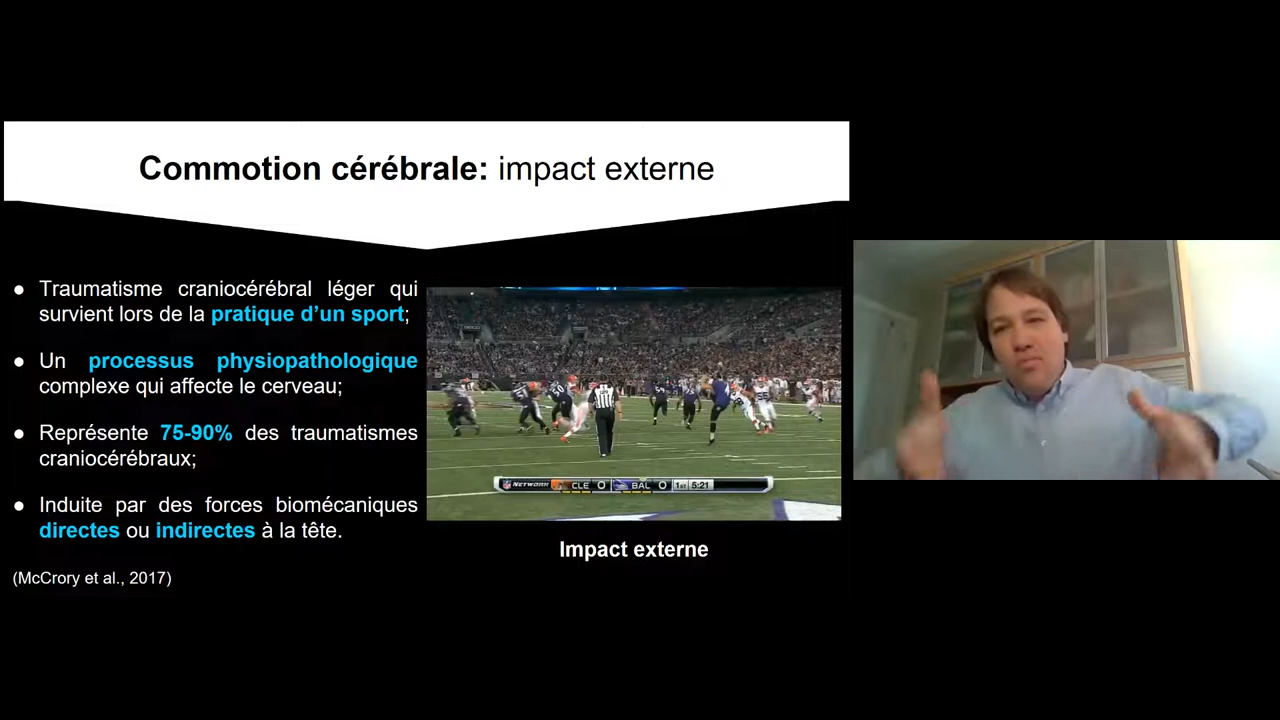 Commotion cérébrale: impact externe
● Traumatisme craniocérébral léger qui
survient lors de la pratique d’un sport;
● Un processus physiopathologique
complexe qui affecte le cerveau;
● Représente 75-90% des traumatismes
craniocérébraux;
● Induite par des forces biomécaniques
directes ou indirectes à la tête.
(McCrory et al., 2017)
NFL NETWORK CLE 0 BAL 0 1st 5:21
Impact externe